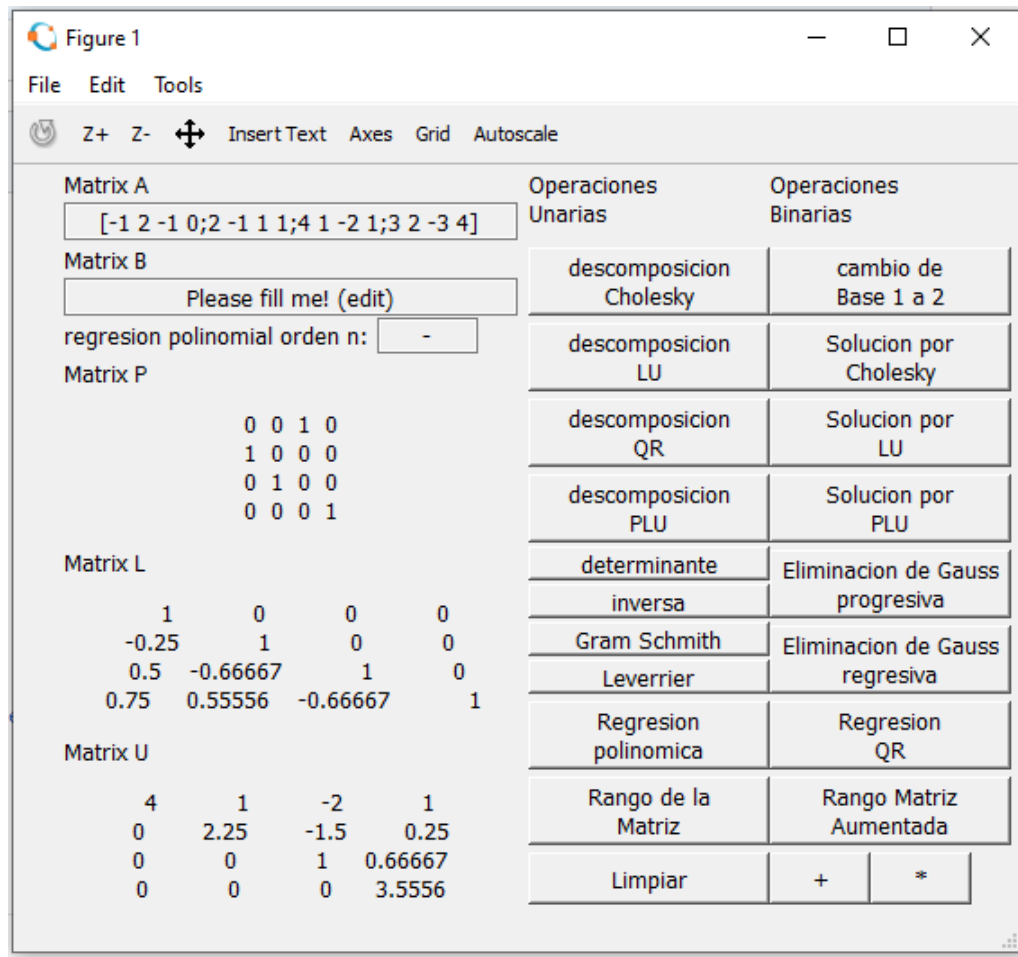 Figure 1
File Edit Tools
Z+ Z- Insert Text Axes Grid Autoscale
Matrix A
[-1 2 -1 0;2 -1 1 1;4 1 -2 1;3 2 -3 4]
Matrix B
Please fill me! (edit)
regresion polinomial orden n: -
Matrix P
0 0 1 0
1 0 0 0
0 1 0 0
0 0 0 1
Matrix L
1 0 0 0
-0.25 1 0 0
0.5 -0.66667 1 0
0.75 0.55556 -0.66667 1
Matrix U
4 1 -2 1
0 2.25 -1.5 0.25
0 0 1 0.66667
0 0 0 3.5556
Operaciones
Unarias
descomposicion
Cholesky
descomposicion
LU
descomposicion
QR
descomposicion
PLU
determinante
inversa
Gram Schmith
Leverrier
Regresion
polinomica
Rango de la
Matriz
Limpiar
Operaciones
Binarias
cambio de
Base 1 a 2
Solucion por
Cholesky
Solucion por
LU
Solucion por
PLU
Eliminacion de Gauss
progresiva
Eliminacion de Gauss
regresiva
Regresion
QR
Rango Matriz
Aumentada
+ *